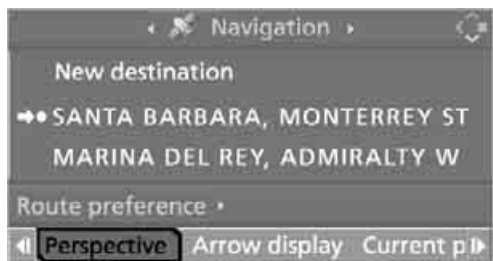 Navigation
New destination
SANTA BARBARA, MONTERREY ST
MARINA DEL REY, ADMIRALTY W
Route preference
Perspective Arrow display Current p